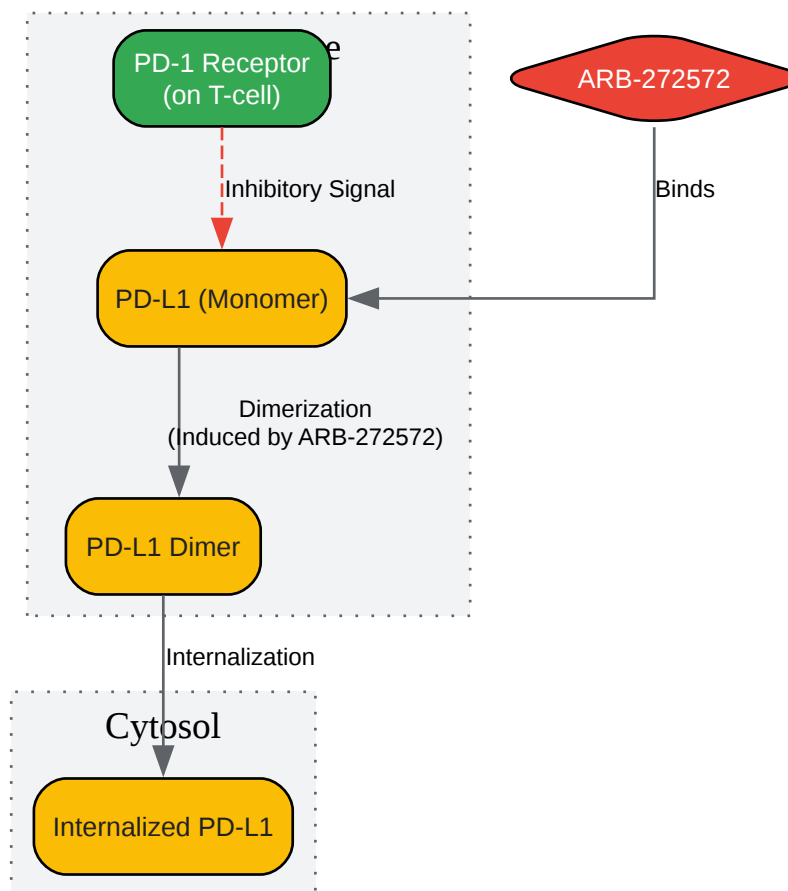 PD-1 Receptor
(on T-cell)
ARB-272572
Inhibitory Signal
Binds
PD-L1 (Monomer)
Dimerization
(Induced by ARB-272572)
PD-L1 Dimer
Internalization
Cytosol
Internalized PD-L1